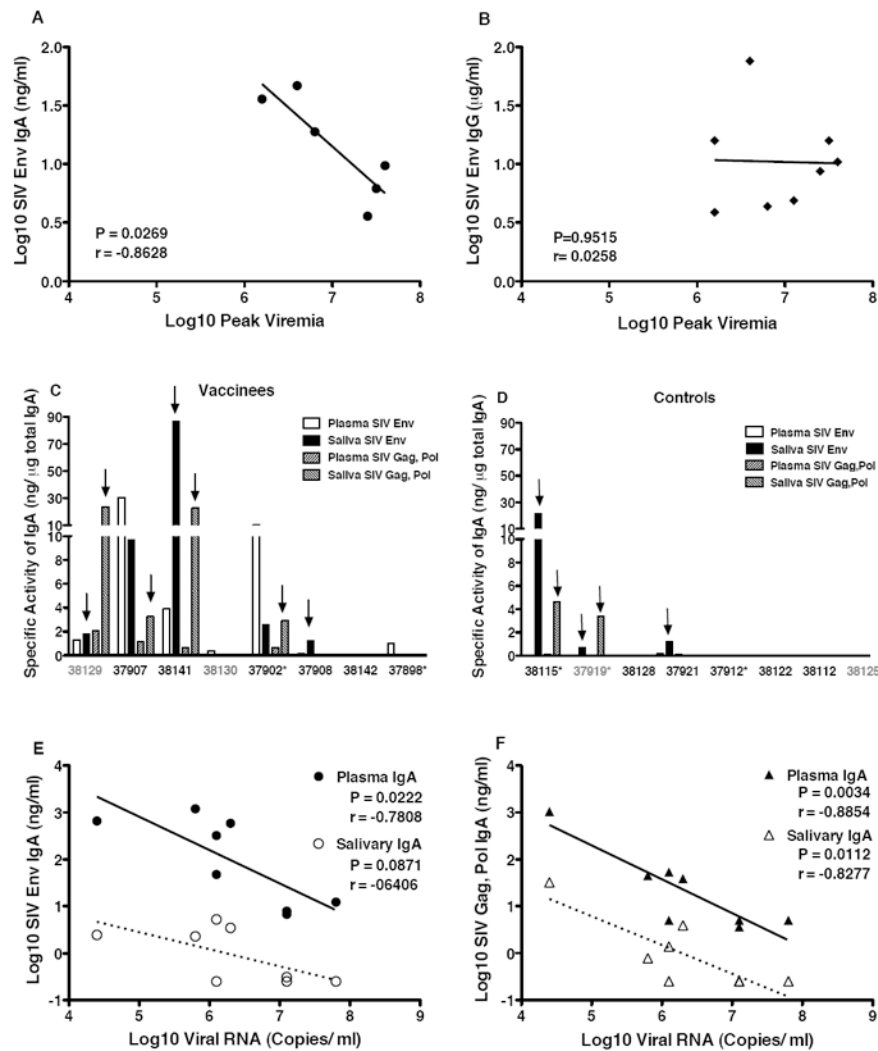 A
2.0
1.5
1.0
0.5
0.0
Log10 SIV Env IgA (ng/ml)
P = 0.0269
r = -0.8628
4 5 6 7 8
Log10 Peak Viremia
B
2.0
1.5
1.0
0.5
0.0
Log10 SIV Env IgG (µg/ml)
P=0.9515
r= 0.0258
4 5 6 7 8
Log10 Peak Viremia
C Vaccinees
Specific Activity of IgA (ng/ µg total IgA)
90
70
50
30
10
10
8
6
4
2
0
Plasma SIV Env
Saliva SIV Env
Plasma SIV Gag, Pol
Saliva SIV Gag, Pol
38129 37907 38141 38130 37902* 37908 38142 37898*
D Controls
Specific Activity of IgA (ng/ µg total IgA)
90
70
50
30
10
10
8
6
4
2
0
Plasma SIV Env
Saliva SIV Env
Plasma SIV Gag,Pol
Saliva SIV Gag,Pol
38115* 37919* 38128 37921 37912* 38122 38112 38125
E
4
3
2
1
0
-1
Log10 SIV Env IgA (ng/ml)
Plasma IgA
P = 0.0222
r = -0.7808
Salivary IgA
P = 0.0871
r = -06406
4 5 6 7 8 9
Log10 Viral RNA (Copies/ ml)
F
4
3
2
1
0
-1
Log10 SIV Gag, Pol IgA (ng/ml)
Plasma IgA
P = 0.0034
r = -0.8854
Salivary IgA
P = 0.0112
r = -0.8277
4 5 6 7 8 9
Log10 Viral RNA (Copies/ ml)